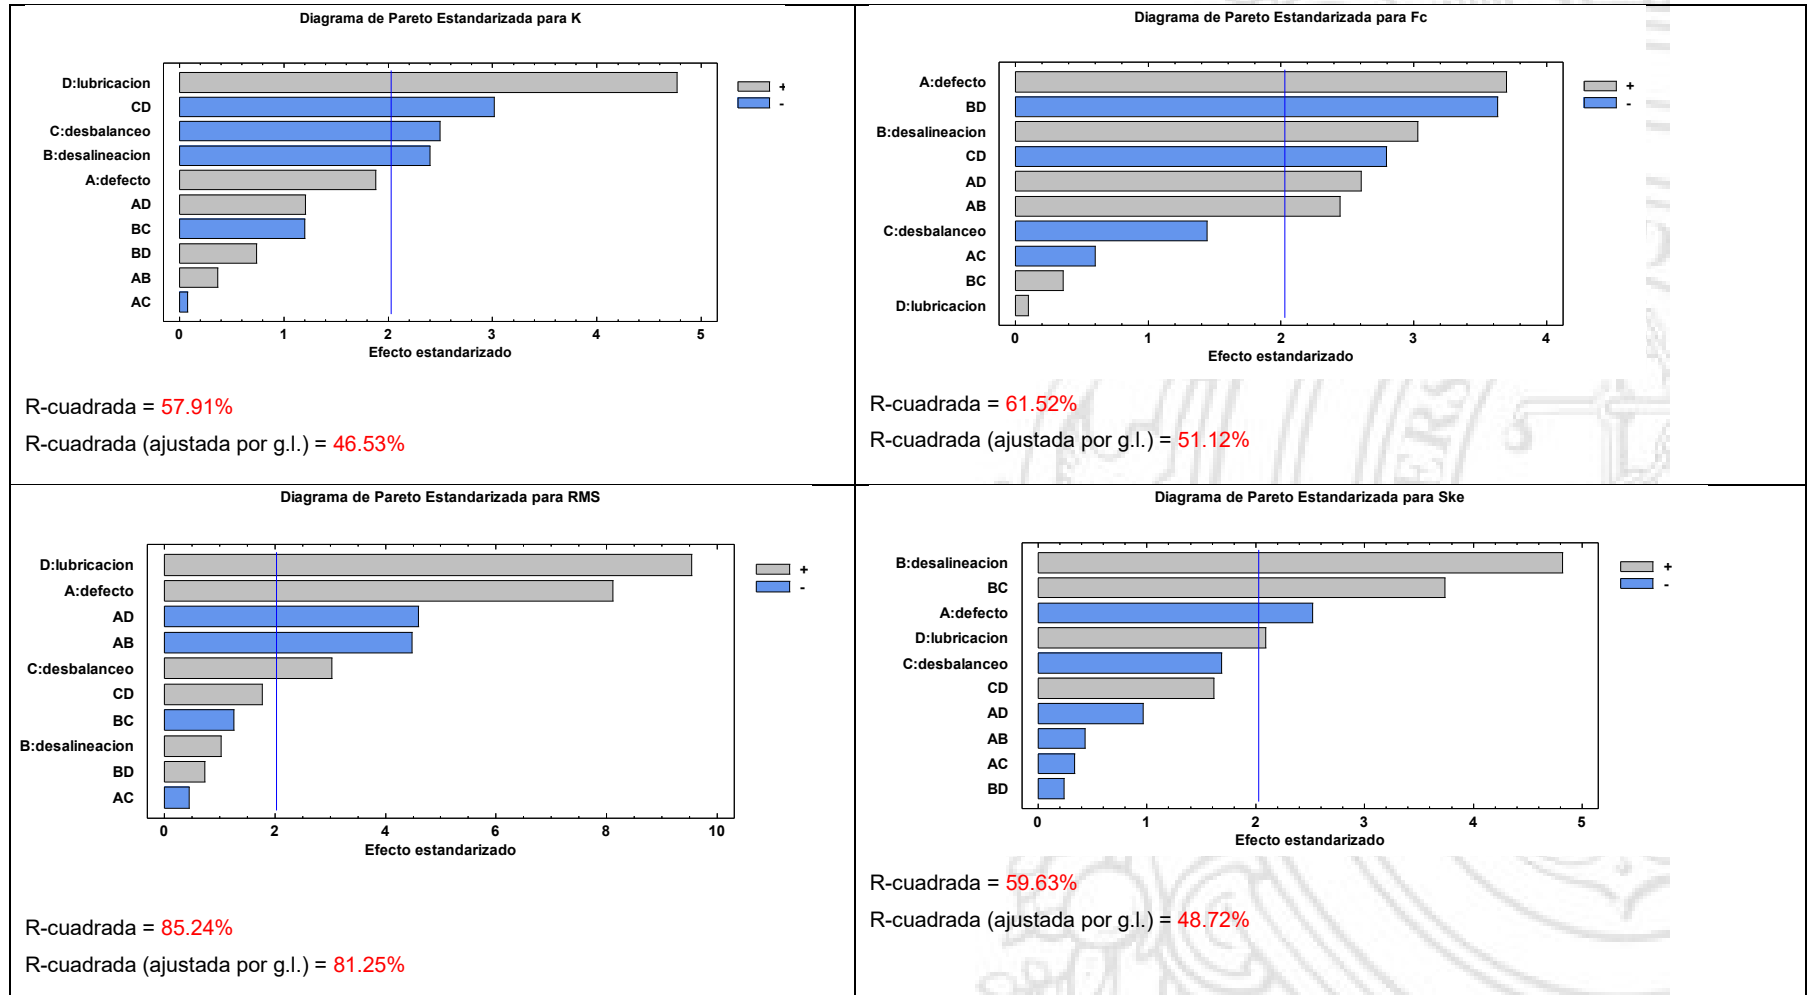 Diagrama de Pareto Estandarizada para K
D:lubricacion
CD
C:desbalanceo
B:desalineacion
A:defecto
AD
BC
BD
AB
AC
+
-
0 1 2 3 4 5
Efecto estandarizado
R-cuadrada = 57.91%
R-cuadrada (ajustada por g.l.) = 46.53%
Diagrama de Pareto Estandarizada para Fc
A:defecto
BD
B:desalineacion
CD
AD
AB
C:desbalanceo
AC
BC
D:lubricacion
+
-
0 1 2 3 4
Efecto estandarizado
R-cuadrada = 61.52%
R-cuadrada (ajustada por g.l.) = 51.12%
Diagrama de Pareto Estandarizada para RMS
D:lubricacion
A:defecto
AD
AB
C:desbalanceo
CD
BC
B:desalineacion
BD
AC
+
-
0 2 4 6 8 10
Efecto estandarizado
R-cuadrada = 85.24%
R-cuadrada (ajustada por g.l.) = 81.25%
Diagrama de Pareto Estandarizada para Ske
B:desalineacion
BC
A:defecto
D:lubricacion
C:desbalanceo
CD
AD
AB
AC
BD
+
-
0 1 2 3 4 5
Efecto estandarizado
R-cuadrada = 59.63%
R-cuadrada (ajustada por g.l.) = 48.72%